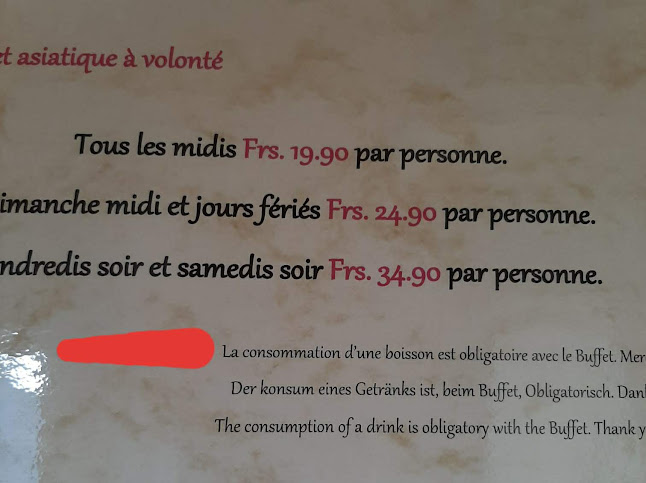 et asiatique à volonté
Tous les midis Frs. 19.90 par personne.
imanche midi et jours fériés Frs. 24.90 par personne.
ndredis soir et samedis soir Frs. 34.90 par personne.
La consommation d'une boisson est obligatoire avec le Buffet. Mer
Der konsum eines Getränks ist, beim Buffet, Obligatorisch. Dan
The consumption of a drink is obligatory with the Buffet. Thank y